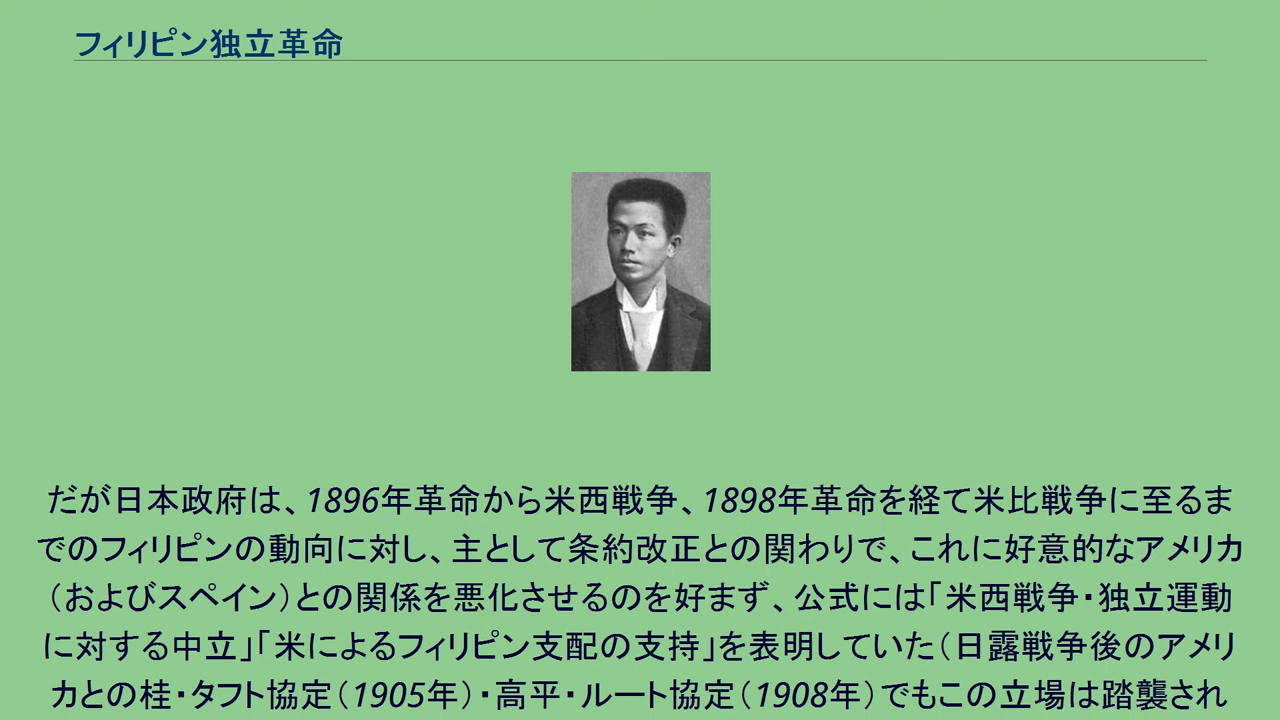 フィリピン独立革命
だが日本政府は、1896年革命から米西戦争、1898年革命を経て米比戦争に至るま
でのフィリピンの動向に対し、主として条約改正との関わりで、これに好意的なアメリカ
（およびスペイン）との関係を悪化させるのを好まず、公式には「米西戦争・独立運動
に対する中立」「米によるフィリピン支配の支持」を表明していた（日露戦争後のアメリ
カとの桂・タフト協定（1905年）・高平・ルート協定（1908年）でもこの立場は踏襲され